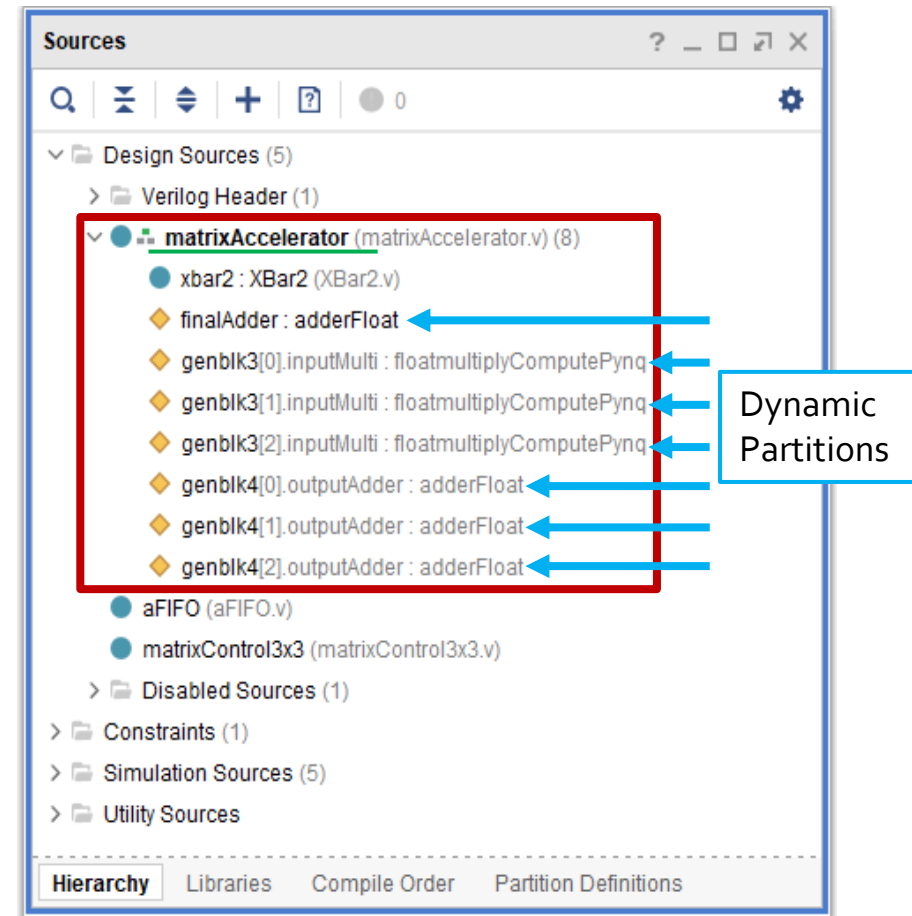 Sources
0
Design Sources (5)
Verilog Header (1)
matrixAccelerator (matrixAccelerator.v) (8)
xbar2 : XBar2 (XBar2.v)
finalAdder : adderFloat
genblk3[0].inputMulti : floatmultiplyComputePynq
genblk3[1].inputMulti : floatmultiplyComputePynq
genblk3[2].inputMulti : floatmultiplyComputePynq
Dynamic
Partitions
genblk4[0].outputAdder : adderFloat
genblk4[1].outputAdder : adderFloat
genblk4[2].outputAdder : adderFloat
aFIFO (aFIFO.v)
matrixControl3x3 (matrixControl3x3.v)
Disabled Sources (1)
Constraints (1)
Simulation Sources (5)
Utility Sources
Hierarchy Libraries Compile Order Partition Definitions